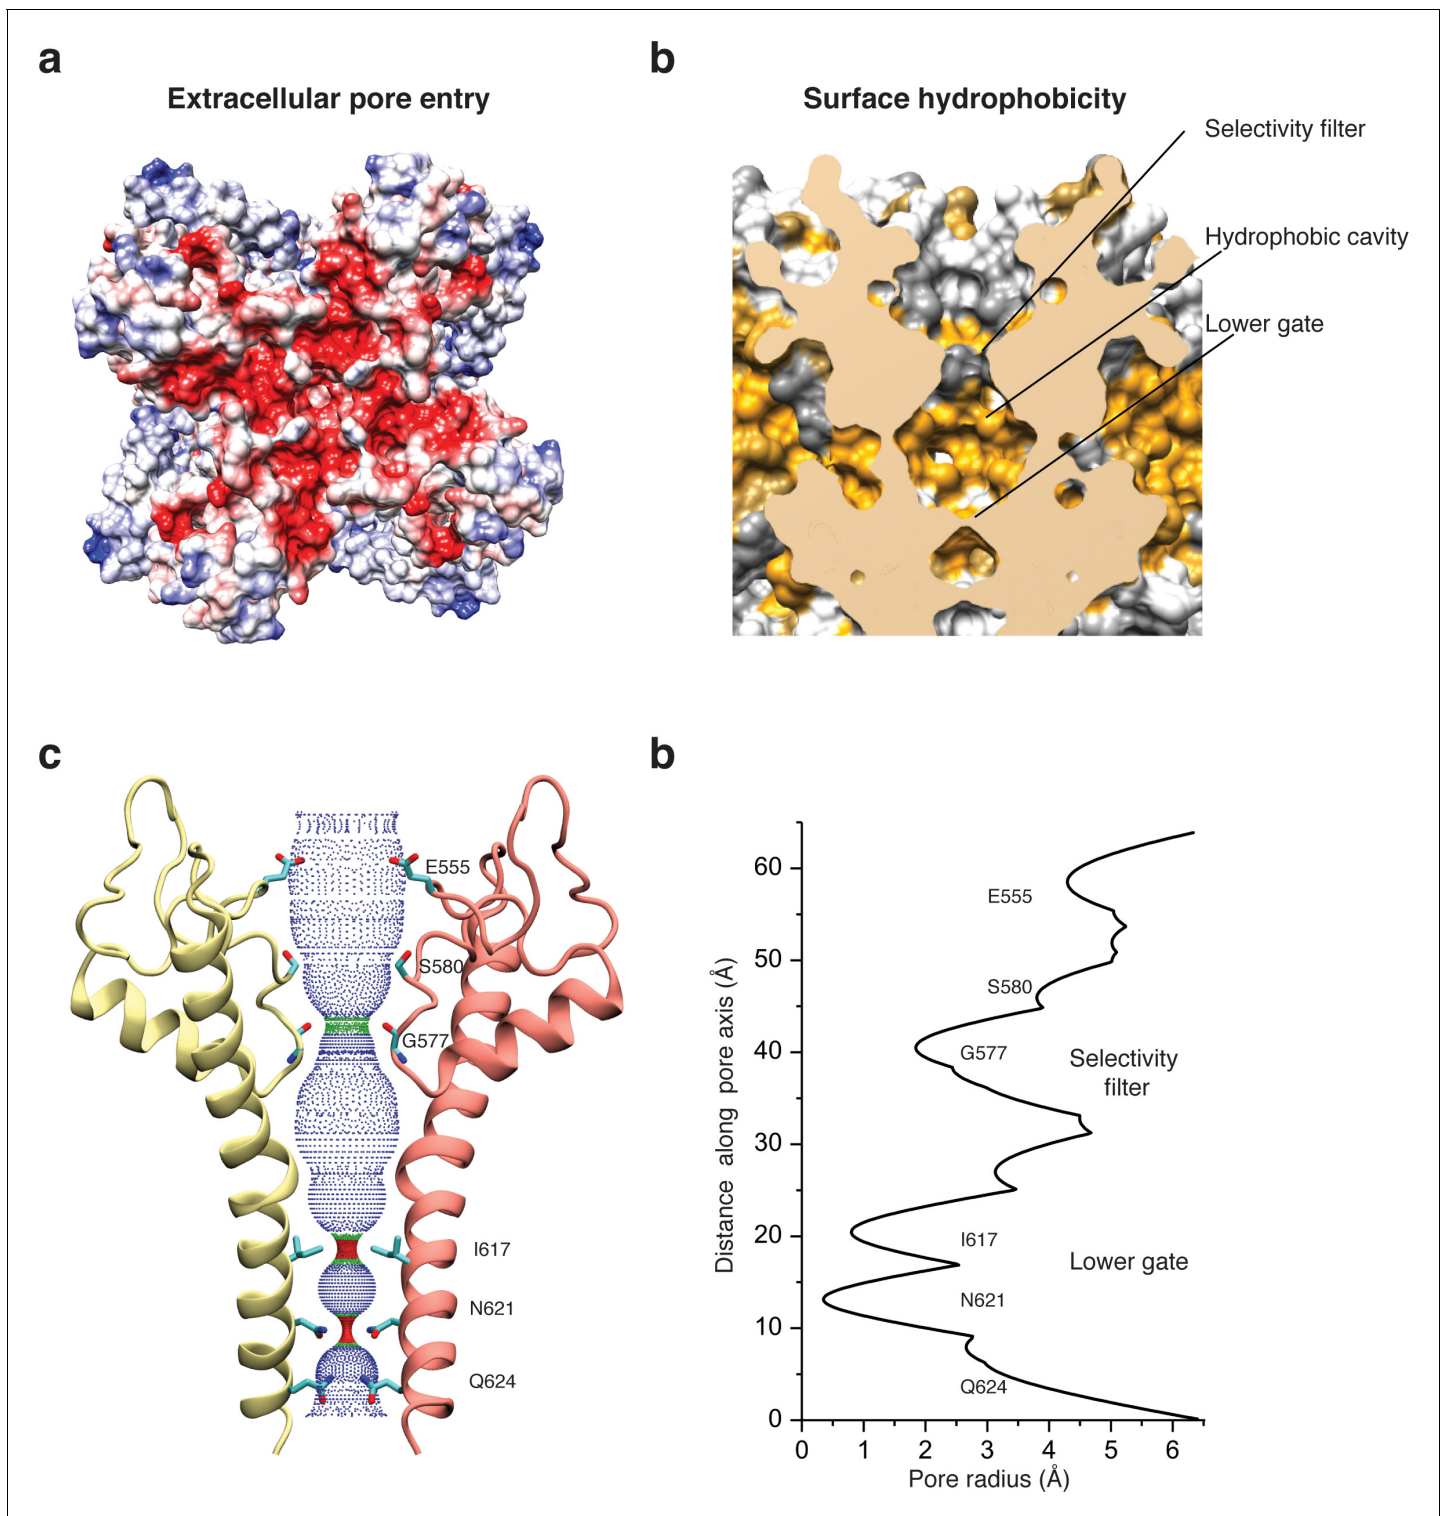 a
Extracellular pore entry
b
Surface hydrophobicity
Selectivity filter
Hydrophobic cavity
Lower gate
c
E555
S580
G577
I617
N621
Q624
b
Distance along pore axis (Å)
60
50
40
30
20
10
0
E555
S580
G577
Selectivity
filter
I617
Lower gate
N621
Q624
0 1 2 3 4 5 6
Pore radius (Å)